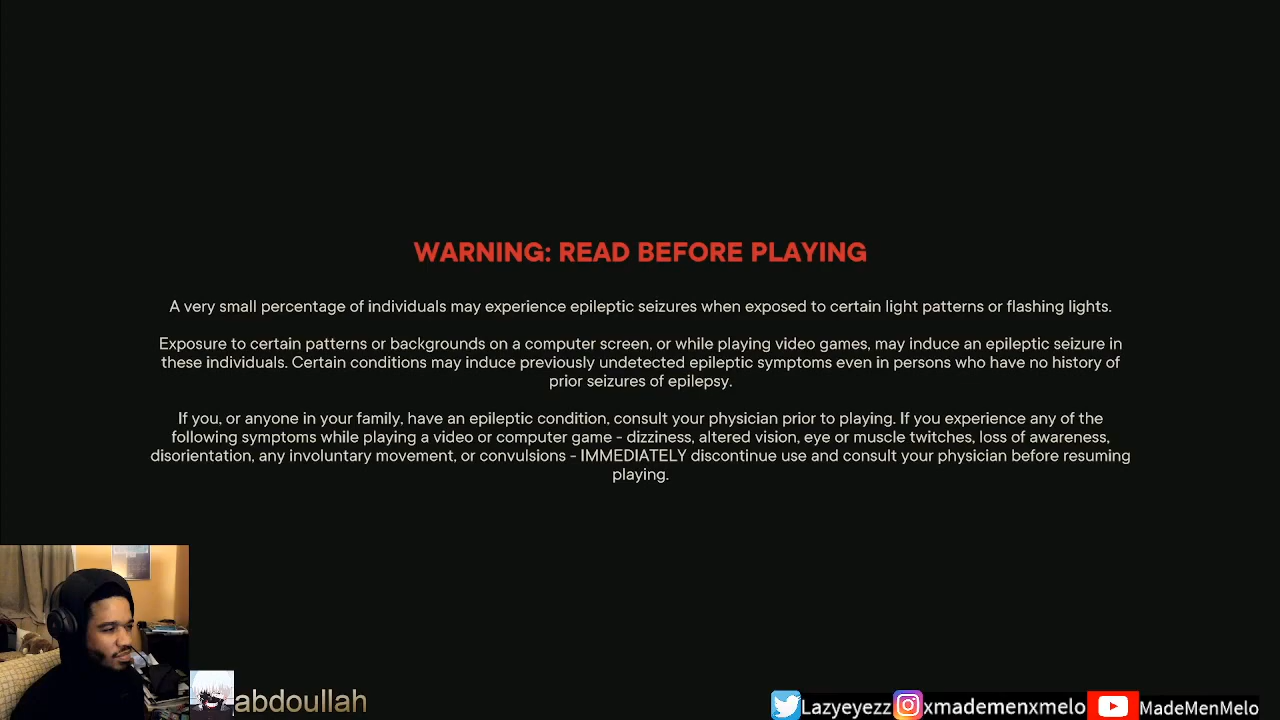 WARNING: READ BEFORE PLAYING
A very small percentage of individuals may experience epileptic seizures when exposed to certain light patterns or flashing lights.
Exposure to certain patterns or backgrounds on a computer screen, or while playing video games, may induce an epileptic seizure in
these individuals. Certain conditions may induce previously undetected epileptic symptoms even in persons who have no history of
prior seizures of epilepsy.
If you, or anyone in your family, have an epileptic condition, consult your physician prior to playing. If you experience any of the
following symptoms while playing a video or computer game - dizziness, altered vision, eye or muscle twitches, loss of awareness,
disorientation, any involuntary movement, or convulsions - IMMEDIATELY discontinue use and consult your physician before resuming
playing.
abdoullah
Lazyeyezz xmademenxmelo MadeMenMelo